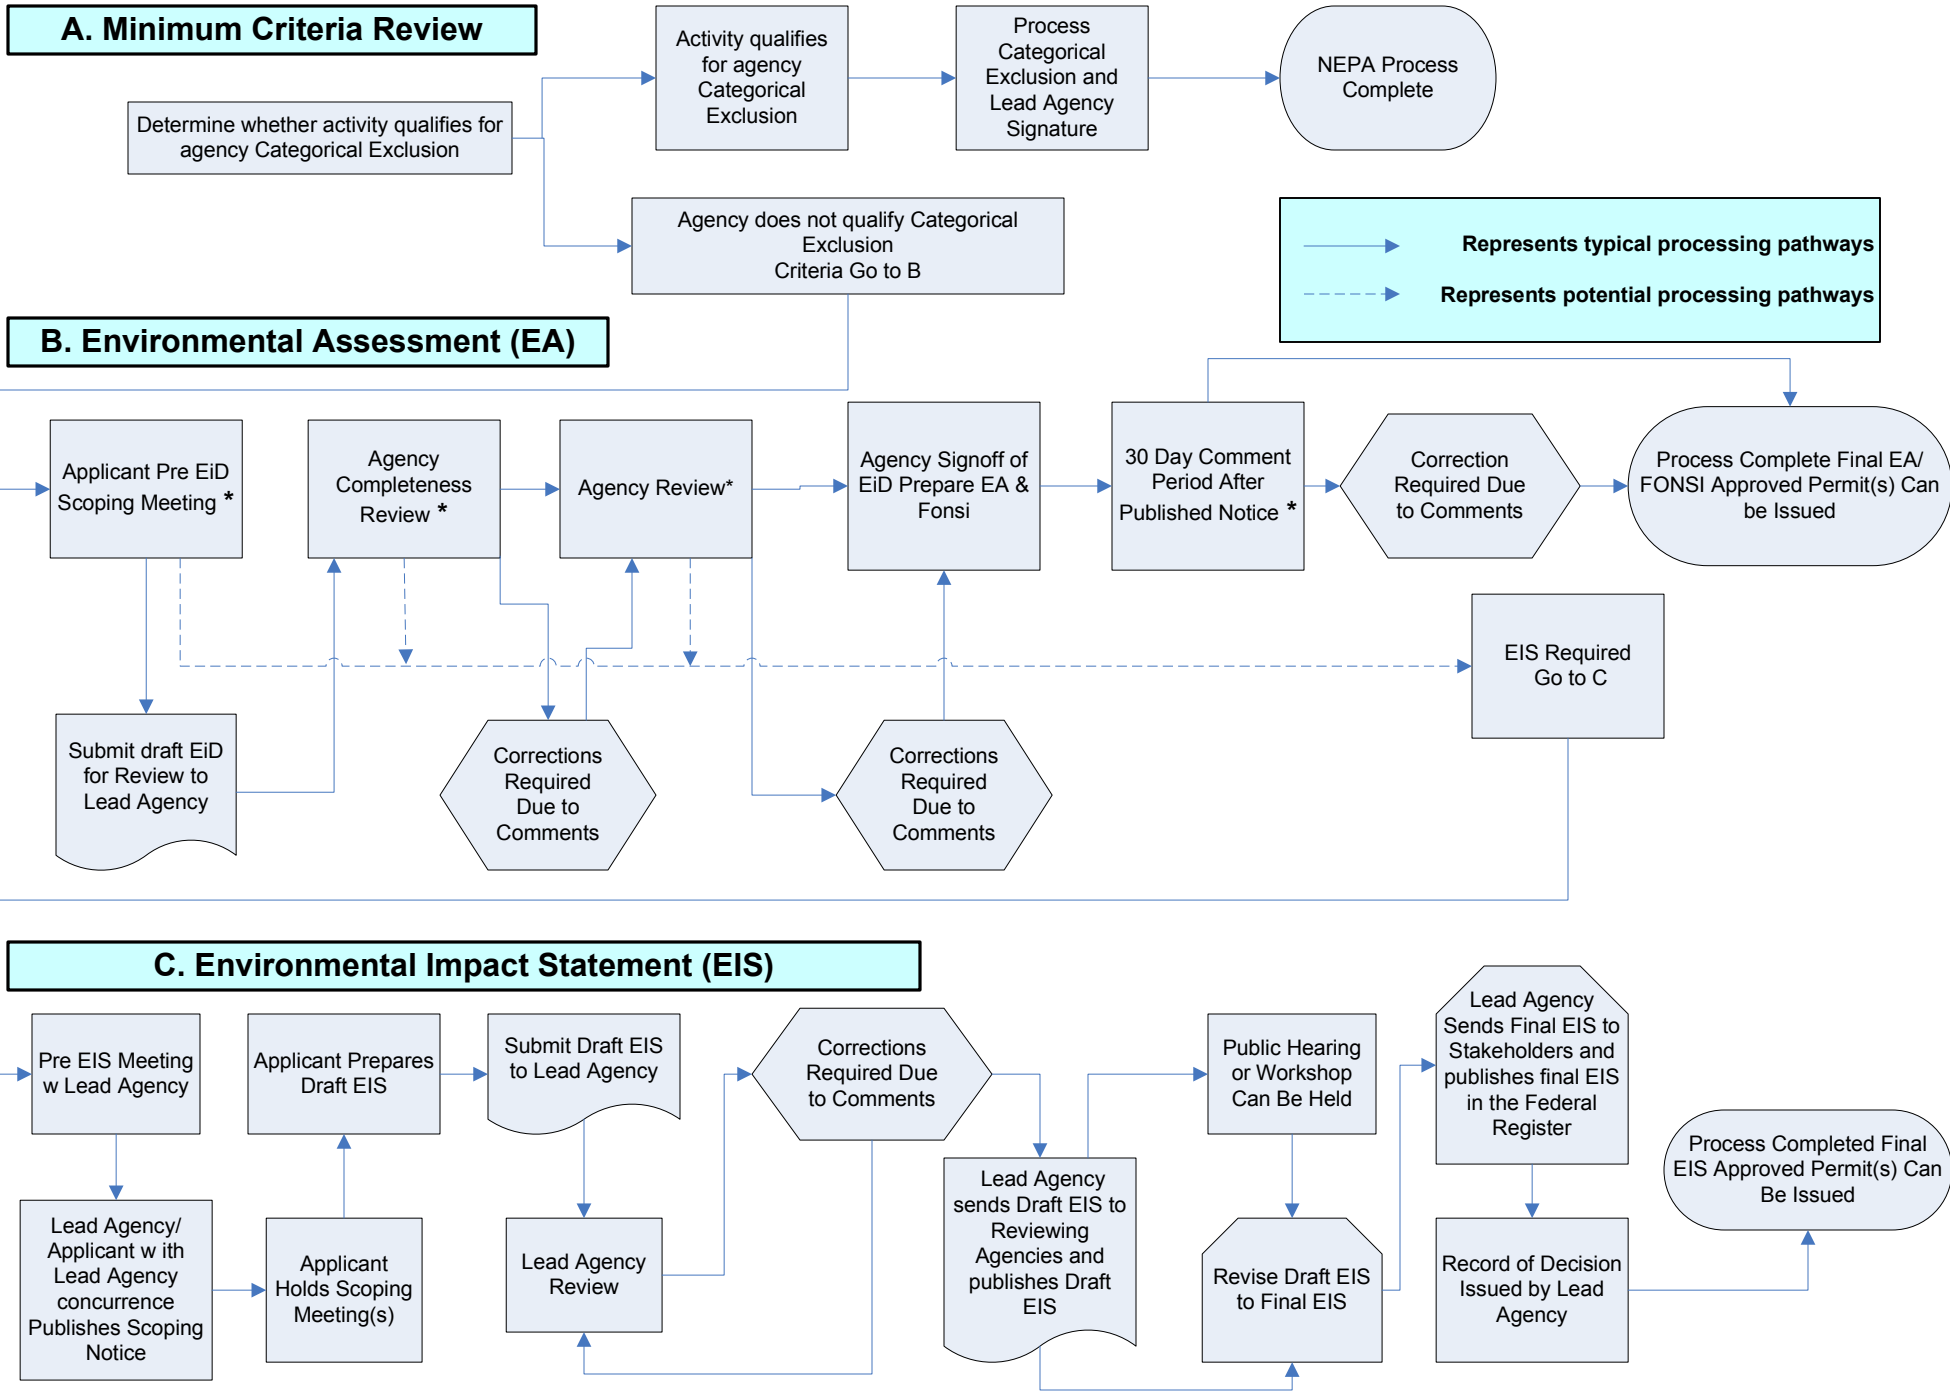 A. Minimum Criteria Review
Determine whether activity qualifies for
agency Categorical Exclusion
Activity qualifies
for agency
Categorical
Exclusion
Process
Categorical
Exclusion and
Lead Agency
Signature
NEPA Process
Complete
Agency does not qualify Categorical
Exclusion
Criteria Go to B
Represents typical processing pathways
Represents potential processing pathways
B. Environmental Assessment (EA)
Applicant Pre EiD
Scoping Meeting *
Agency
Completeness
Review *
Agency Review*
Agency Signoff of
EiD Prepare EA &
Fonsi
30 Day Comment
Period After
Published Notice *
Correction
Required Due
to Comments
Process Complete Final EA/
FONSI Approved Permit(s) Can
be Issued
EIS Required
Go to C
Submit draft EiD
for Review to
Lead Agency
Corrections
Required
Due to
Comments
Corrections
Required
Due to
Comments
C. Environmental Impact Statement (EIS)
Pre EIS Meeting
w Lead Agency
Applicant Prepares
Draft EIS
Submit Draft EIS
to Lead Agency
Corrections
Required Due
to Comments
Public Hearing
or Workshop
Can Be Held
Lead Agency
Sends Final EIS to
Stakeholders and
publishes final EIS
in the Federal
Register
Process Completed Final
EIS Approved Permit(s) Can
Be Issued
Lead Agency/
Applicant w ith
Lead Agency
concurrence
Publishes Scoping
Notice
Applicant
Holds Scoping
Meeting(s)
Lead Agency
Review
Lead Agency
sends Draft EIS to
Reviewing
Agencies and
publishes Draft
EIS
Revise Draft EIS
to Final EIS
Record of Decision
Issued by Lead
Agency